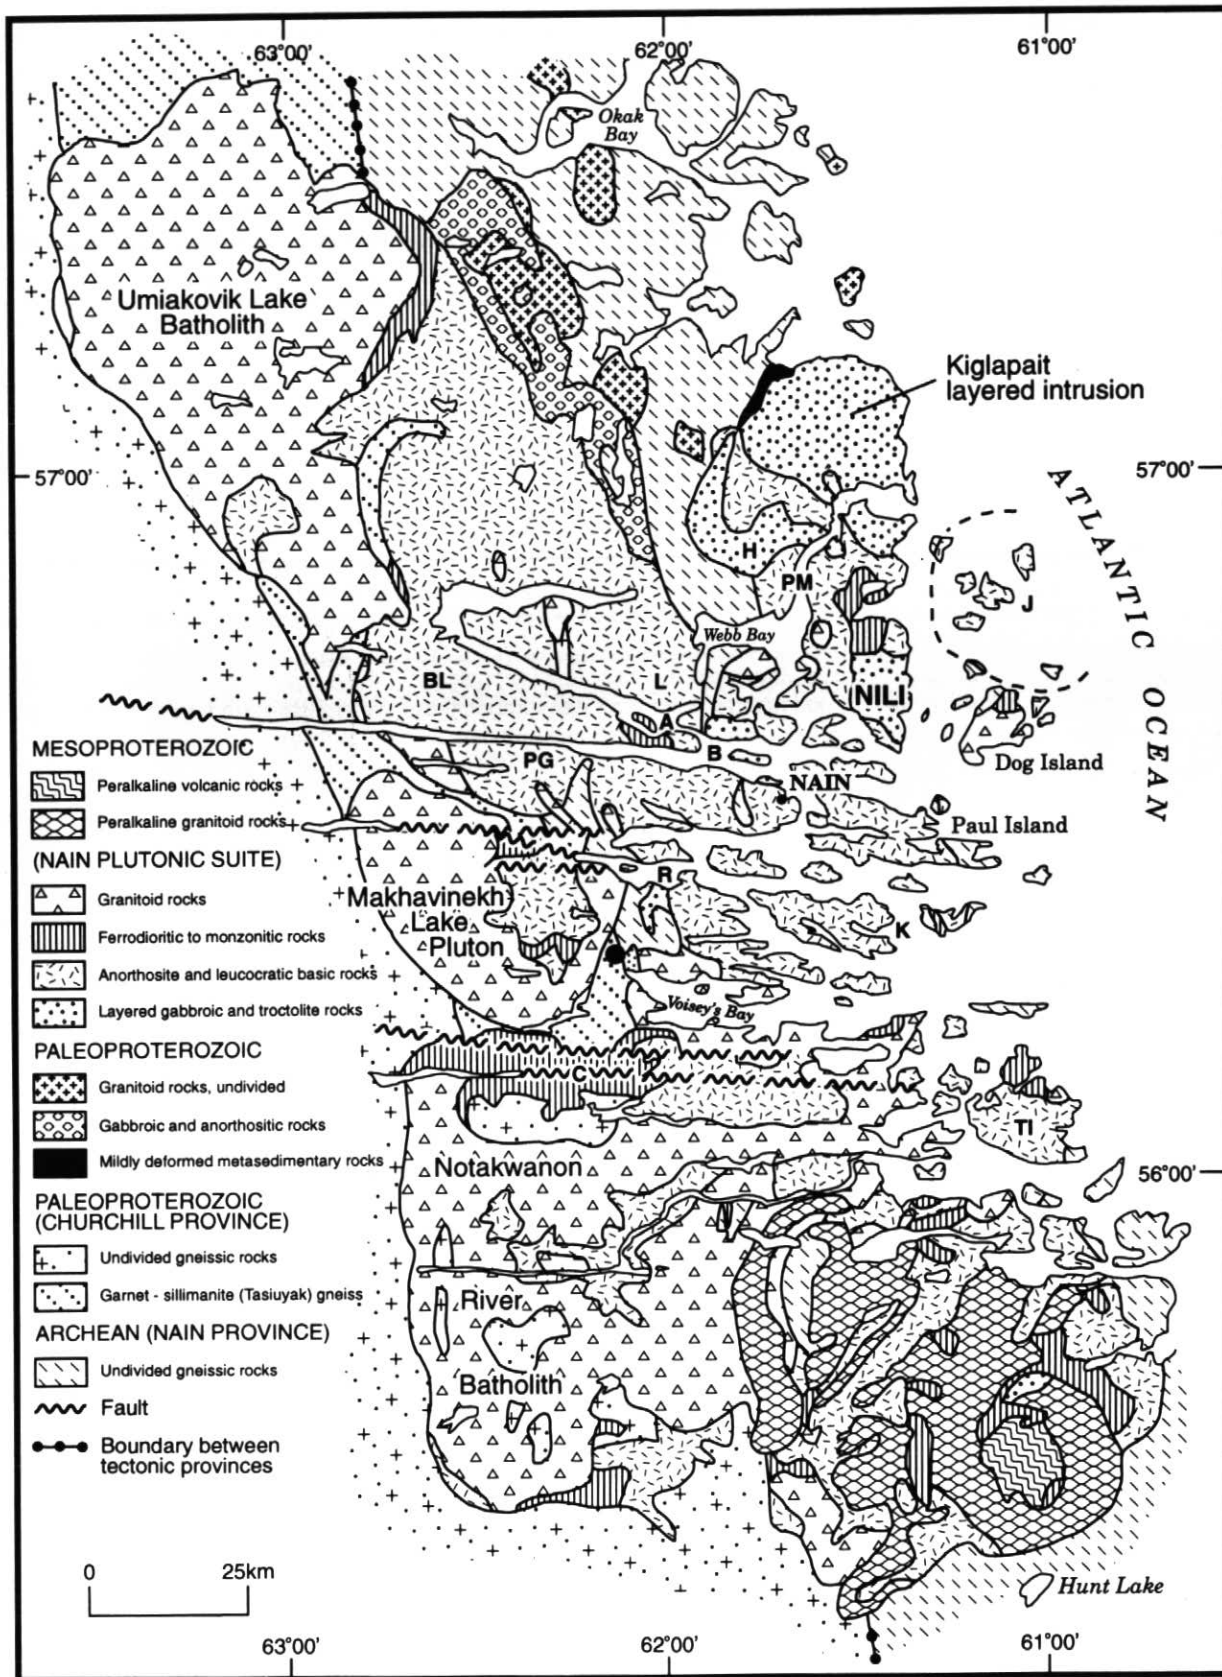 63°00'
62°00'
61°00'
Okak
Bay
Umiakovik Lake
Batholith
Kiglapait
layered intrusion
57°00'
57°00'
ATLANTIC OCEAN
H
PM
J
Webb Bay
BL
L
NILI
A
B
Dog Island
PG
NAIN
Paul Island
R
Makhavinekh
Lake
Pluton
K
Voisey's Bay
C
TI
Notakwanon
56°00'
River
Batholith
Hunt Lake
MESOPROTEROZOIC
Peralkaline volcanic rocks
Peralkaline granitoid rocks
(NAIN PLUTONIC SUITE)
Granitoid rocks
Ferrodioritic to monzonitic rocks
Anorthosite and leucocratic basic rocks
Layered gabbroic and troctolite rocks
PALEOPROTEROZOIC
Granitoid rocks, undivided
Gabbroic and anorthositic rocks
Mildly deformed metasedimentary rocks
PALEOPROTEROZOIC
(CHURCHILL PROVINCE)
Undivided gneissic rocks
Garnet - sillimanite (Tasiuyak) gneiss
ARCHEAN (NAIN PROVINCE)
Undivided gneissic rocks
Fault
Boundary between
tectonic provinces
0 25km
63°00'
62°00'
61°00'